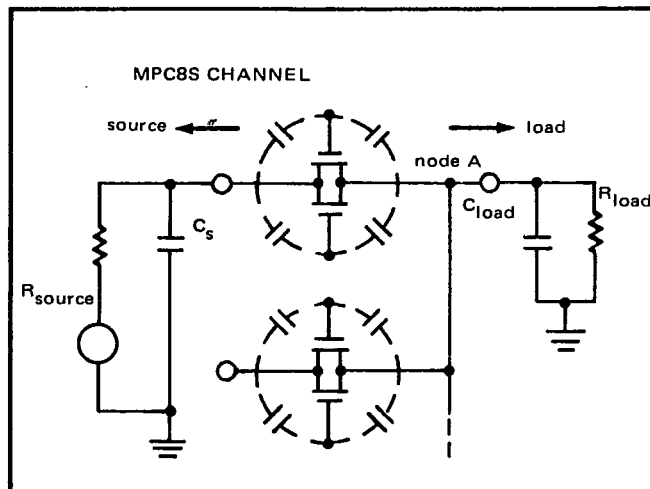 MPC8S CHANNEL
source
load
node A
Cload
Rload
Cs
Rsource